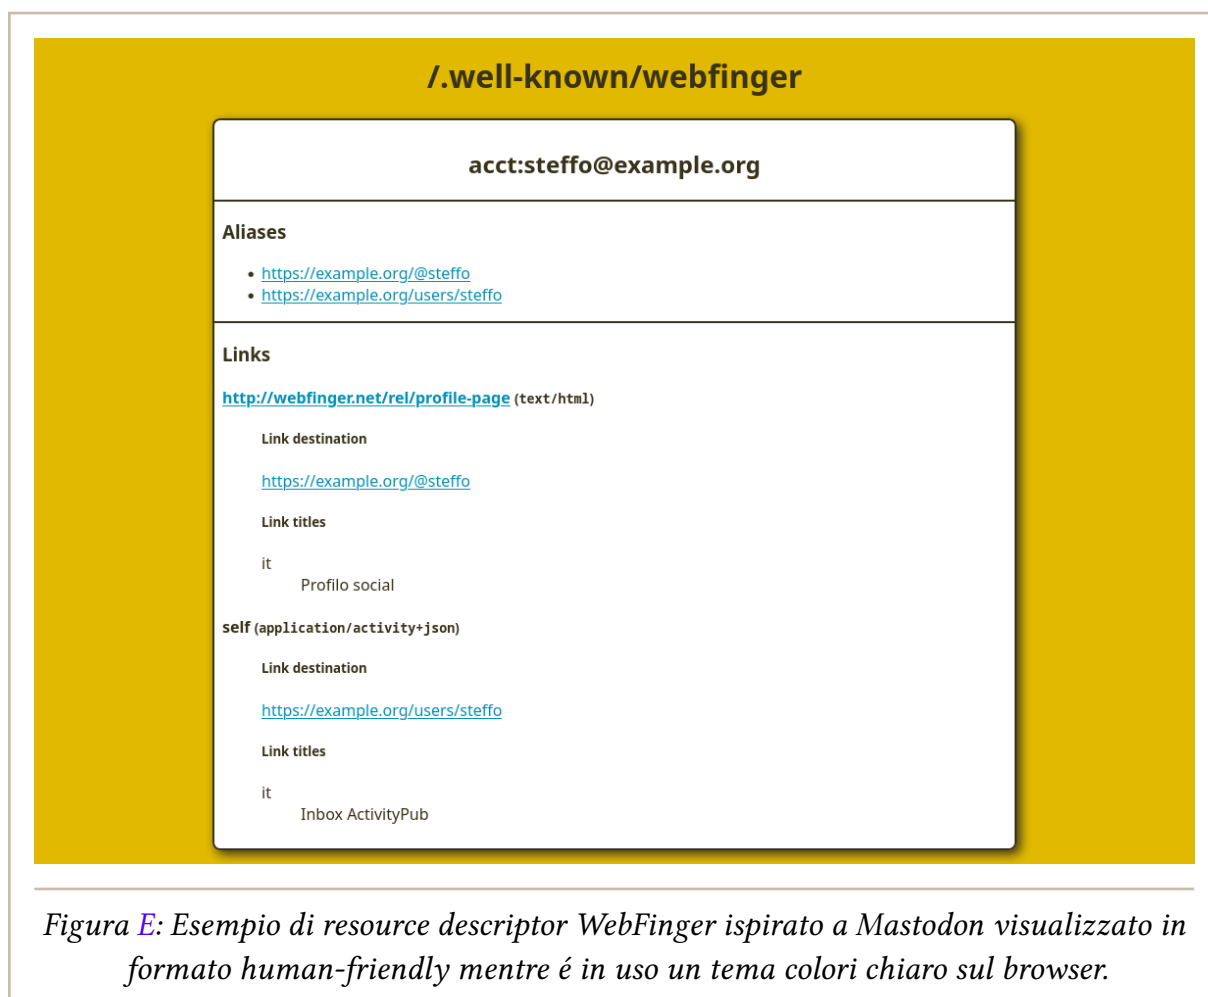 /.well-known/webfinger
acct:steffo@example.org
Aliases
• https://example.org/@steffo
• https://example.org/users/steffo
Links
http://webfinger.net/rel/profile-page (text/html)
Link destination
https://example.org/@steffo
Link titles
it
Profilo social
self (application/activity+json)
Link destination
https://example.org/users/steffo
Link titles
it
Inbox ActivityPub
Figura E: Esempio di resource descriptor WebFinger ispirato a Mastodon visualizzato in
formato human-friendly mentre é in uso un tema colori chiaro sul browser.